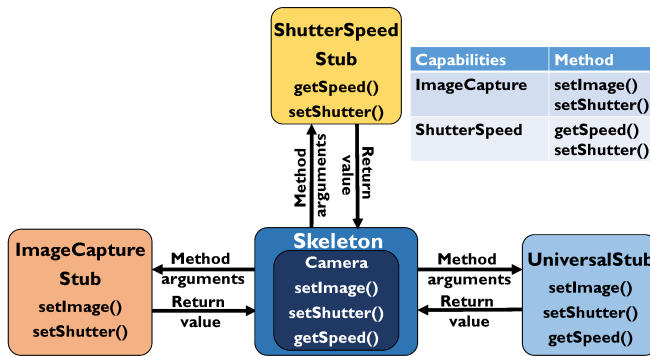 ShutterSpeed
Stub
getSpeed()
setShutter()
Capabilities Method
ImageCapture setImage()
setShutter()
ShutterSpeed getSpeed()
setShutter()
Method
arguments
Return
value
ImageCapture
Stub
setImage()
setShutter()
Method
arguments
Return
value
Skeleton
Camera
setImage()
setShutter()
getSpeed()
Method
arguments
Return
value
UniversalStub
setImage()
setShutter()
getSpeed()